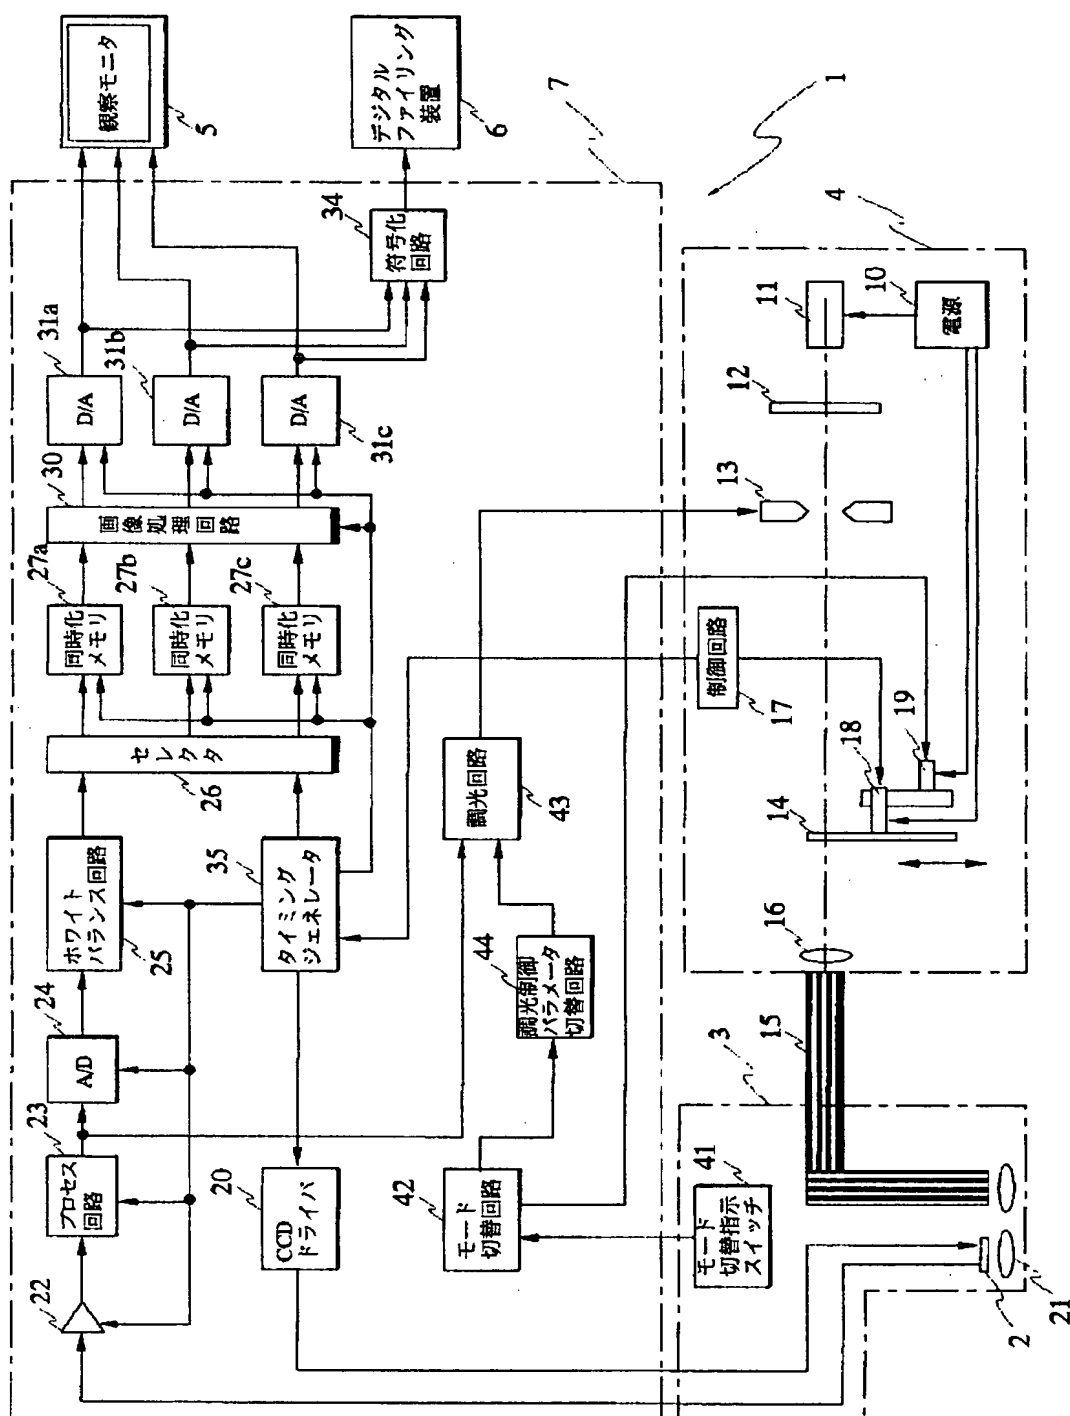 観察モニタ
5
デジタル
ファイリング
装置
6
7
1
34
符号化
回路
31a
D/A
31b
D/A
D/A
31c
30
画像処理回路
27a
同時化
メモリ
27b
同時化
メモリ
27c
同時化
メモリ
セレクタ
26
ホワイト
バランス回路
25
24
A/D
23
プロセス
回路
22
35
タイミング
ジェネレータ
20
CCD
ドライバ
調光回路
43
44
調光制御
パラメータ
切替回路
42
モード
切替回路
4
11
10
電源
12
13
制御回路
17
18
19
14
16
15
3
41
モード
切替指示
スイッチ
2
21